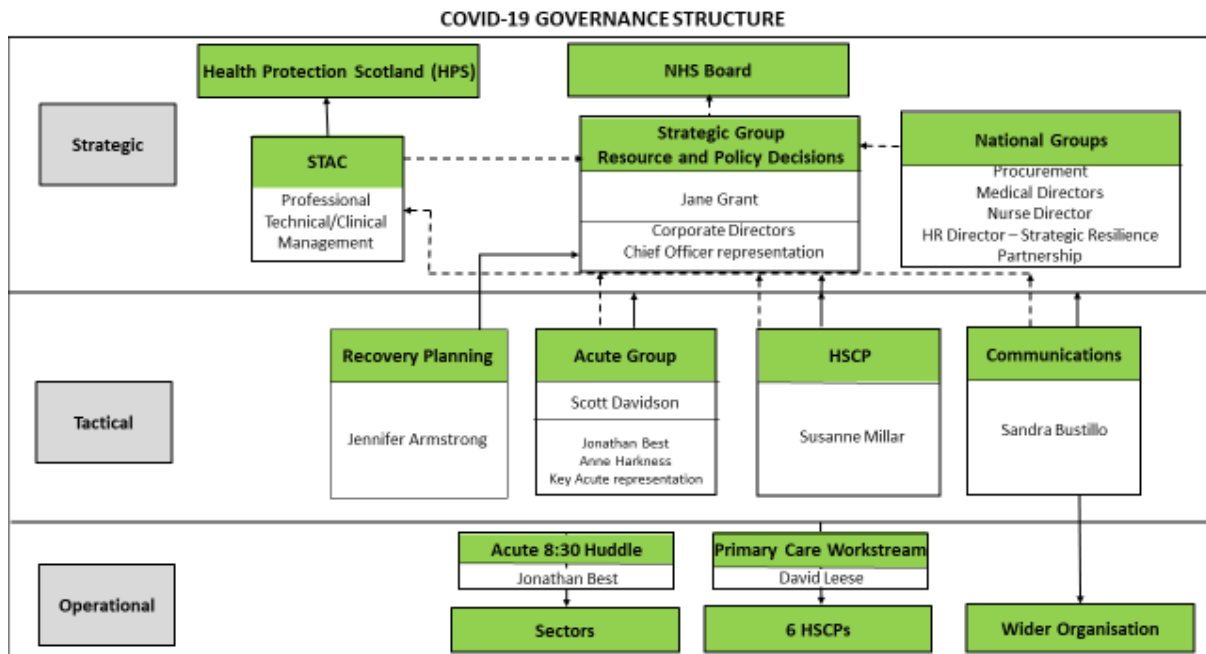 COVID-19 GOVERNANCE STRUCTURE
Strategic
Health Protection Scotland (HPS)
NHS Board
STAC
Professional
Technical/Clinical
Management
Strategic Group
Resource and Policy Decisions
Jane Grant
Corporate Directors
Chief Officer representation
National Groups
Procurement
Medical Directors
Nurse Director
HR Director – Strategic Resilience
Partnership
Tactical
Recovery Planning
Jennifer Armstrong
Acute Group
Scott Davidson
Jonathan Best
Anne Harkness
Key Acute representation
HSCP
Susanne Millar
Communications
Sandra Bustillo
Operational
Acute 8:30 Huddle
Jonathan Best
Sectors
Primary Care Workstream
David Leese
6 HSCPs
Wider Organisation